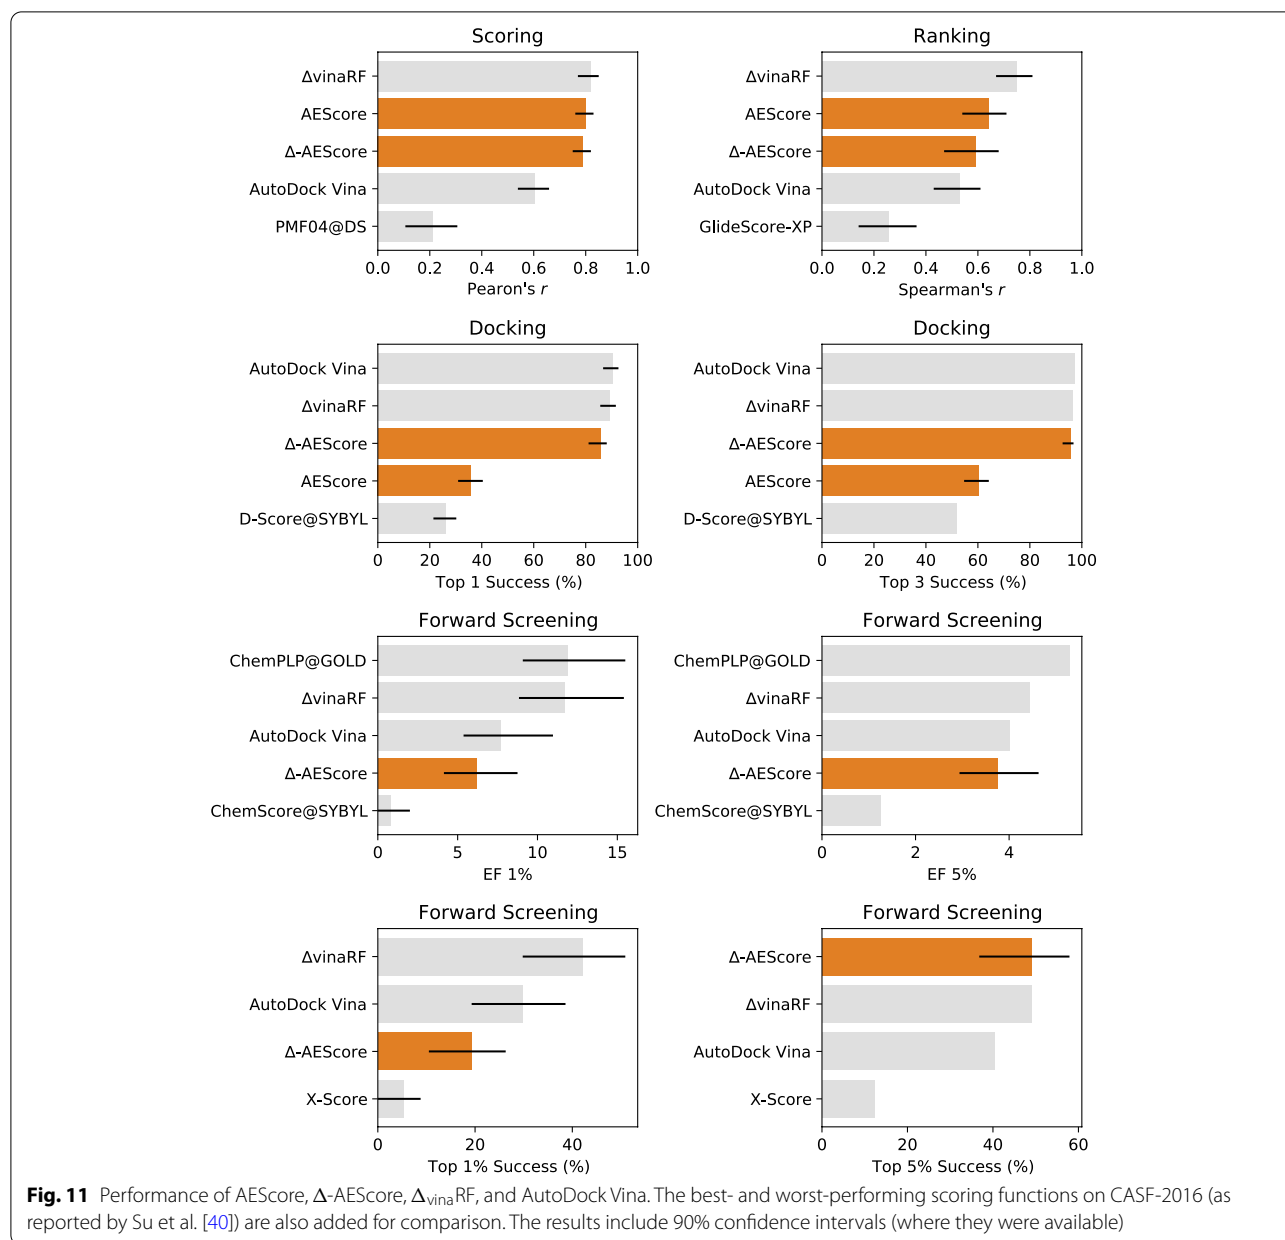 Scoring
ΔvinaRF
AEScore
Δ-AEScore
AutoDock Vina
PMF04@DS
0.0 0.2 0.4 0.6 0.8 1.0
Pearon's r
Ranking
ΔvinaRF
AEScore
Δ-AEScore
AutoDock Vina
GlideScore-XP
0.0 0.2 0.4 0.6 0.8 1.0
Spearman's r
Docking
AutoDock Vina
ΔvinaRF
Δ-AEScore
AEScore
D-Score@SYBYL
0 20 40 60 80 100
Top 1 Success (%)
Docking
AutoDock Vina
ΔvinaRF
Δ-AEScore
AEScore
D-Score@SYBYL
0 20 40 60 80 100
Top 3 Success (%)
Forward Screening
ChemPLP@GOLD
ΔvinaRF
AutoDock Vina
Δ-AEScore
ChemScore@SYBYL
0 5 10 15
EF 1%
Forward Screening
ChemPLP@GOLD
ΔvinaRF
AutoDock Vina
Δ-AEScore
ChemScore@SYBYL
0 2 4
EF 5%
Forward Screening
ΔvinaRF
AutoDock Vina
Δ-AEScore
X-Score
0 20 40
Top 1% Success (%)
Forward Screening
Δ-AEScore
ΔvinaRF
AutoDock Vina
X-Score
0 20 40 60
Top 5% Success (%)
Fig. 11 Performance of AEScore, Δ-AEScore, ΔvinaRF, and AutoDock Vina. The best- and worst-performing scoring functions on CASF-2016 (as
reported by Su et al. [40]) are also added for comparison. The results include 90% confidence intervals (where they were available)